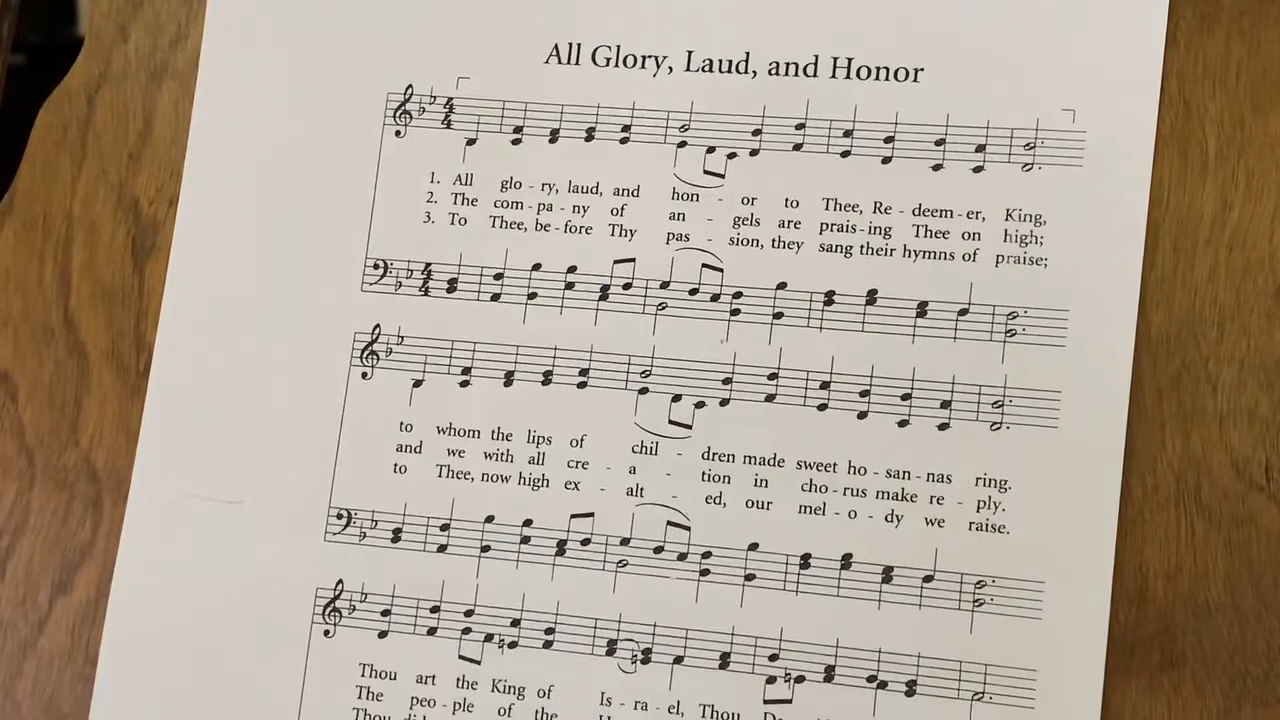 All Glory, Laud, and Honor
1. All glo - ry, laud, and hon - or to Thee, Re - deem - er, King,
2. The com - pa - ny of an - gels are prais - ing Thee on high;
3. To Thee, be - fore Thy pas - sion, they sang their hymns of praise;
to whom the lips of chil - dren made sweet ho - san - nas ring.
and we with all cre - a - tion in cho - rus make re - ply.
to Thee, now high ex - alt - ed, our mel - o - dy we raise.
Thou art the King of Is - ra - el, Thou
The peo - ple of the
Thou